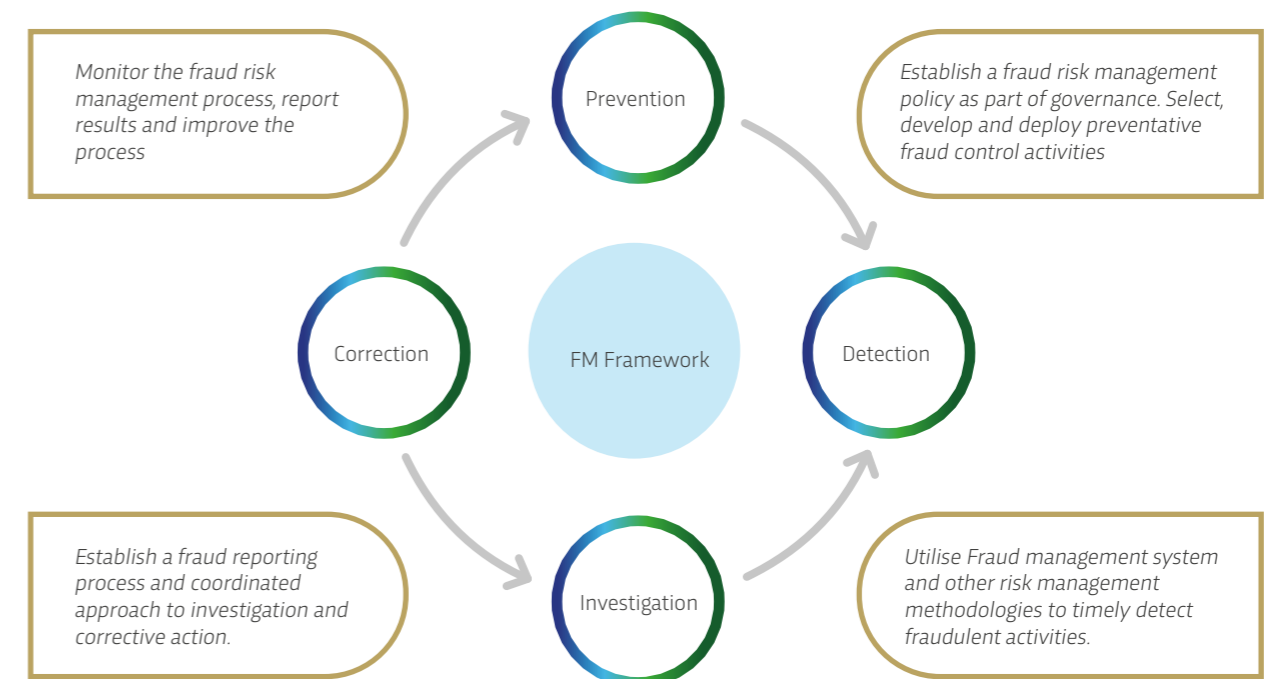 Monitor the fraud risk
management process, report
results and improve the
process
Prevention
Establish a fraud risk management
policy as part of governance. Select,
develop and deploy preventative
fraud control activities
Correction
FM Framework
Detection
Establish a fraud reporting
process and coordinated
approach to investigation and
corrective action.
Investigation
Utilise Fraud management system
and other risk management
methodologies to timely detect
fraudulent activities.